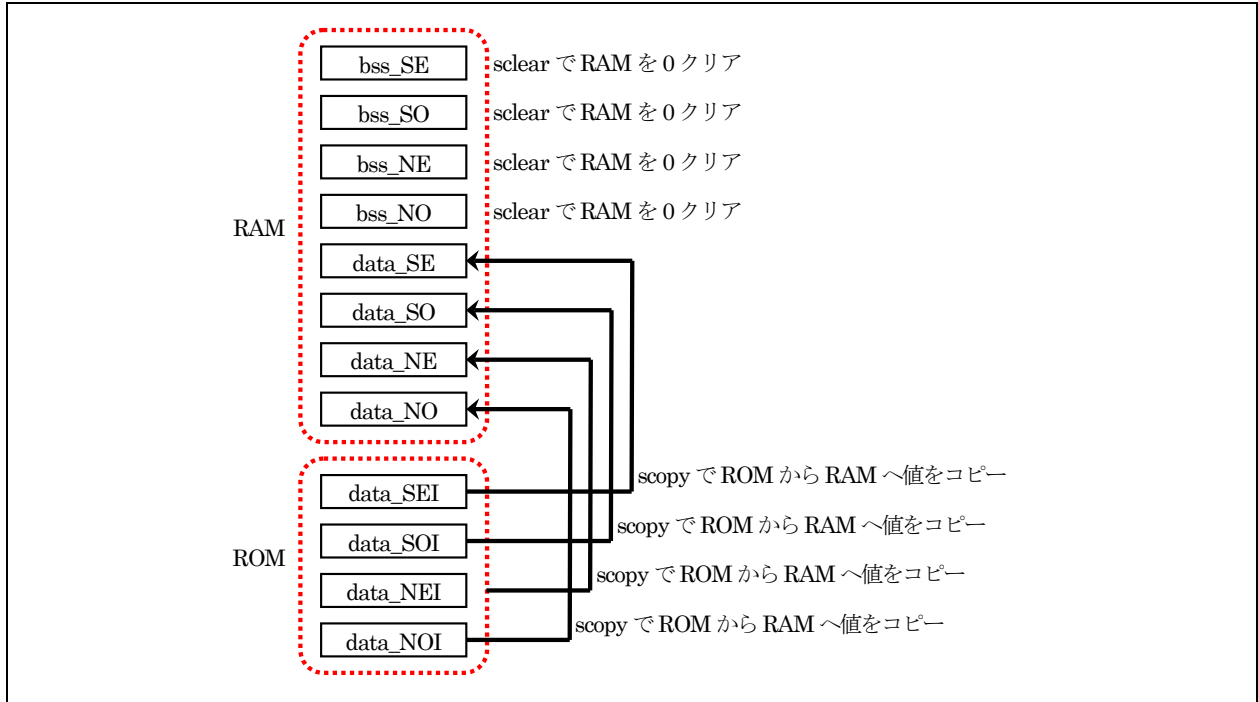 bss_SE sclear で RAM を 0 クリア
bss_SO sclear で RAM を 0 クリア
bss_NE sclear で RAM を 0 クリア
bss_NO sclear で RAM を 0 クリア
RAM
data_SE
data_SO
data_NE
data_NO
data_SEI scopy で ROM から RAM へ値をコピー
data_SOI scopy で ROM から RAM へ値をコピー
ROM
data_NEI scopy で ROM から RAM へ値をコピー
data_NOI scopy で ROM から RAM へ値をコピー